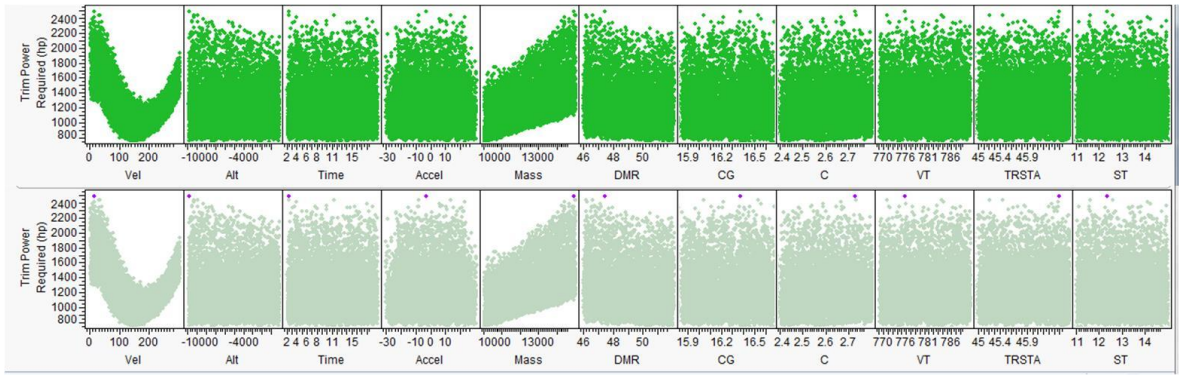 Trim Power
Required (hp)
2400
2200
2000
1800
1600
1400
1200
1000
800
0 100 200 -10000 -4000 2 4 6 8 11 15 -30 -10 0 10 10000 13000 46 48 50 15.9 16.2 16.5 2.4 2.5 2.6 2.7 770 776 781 786 45 45.4 45.9 11 12 13 14
Vel Alt Time Accel Mass DMR CG C VT TRSTA ST
Trim Power
Required (hp)
2400
2200
2000
1800
1600
1400
1200
1000
800
0 100 200 -10000 -4000 2 4 6 8 11 15 -30 -10 0 10 10000 13000 46 48 50 15.9 16.2 16.5 2.4 2.5 2.6 2.7 770 776 781 786 45 45.4 45.9 11 12 13 14
Vel Alt Time Accel Mass DMR CG C VT TRSTA ST